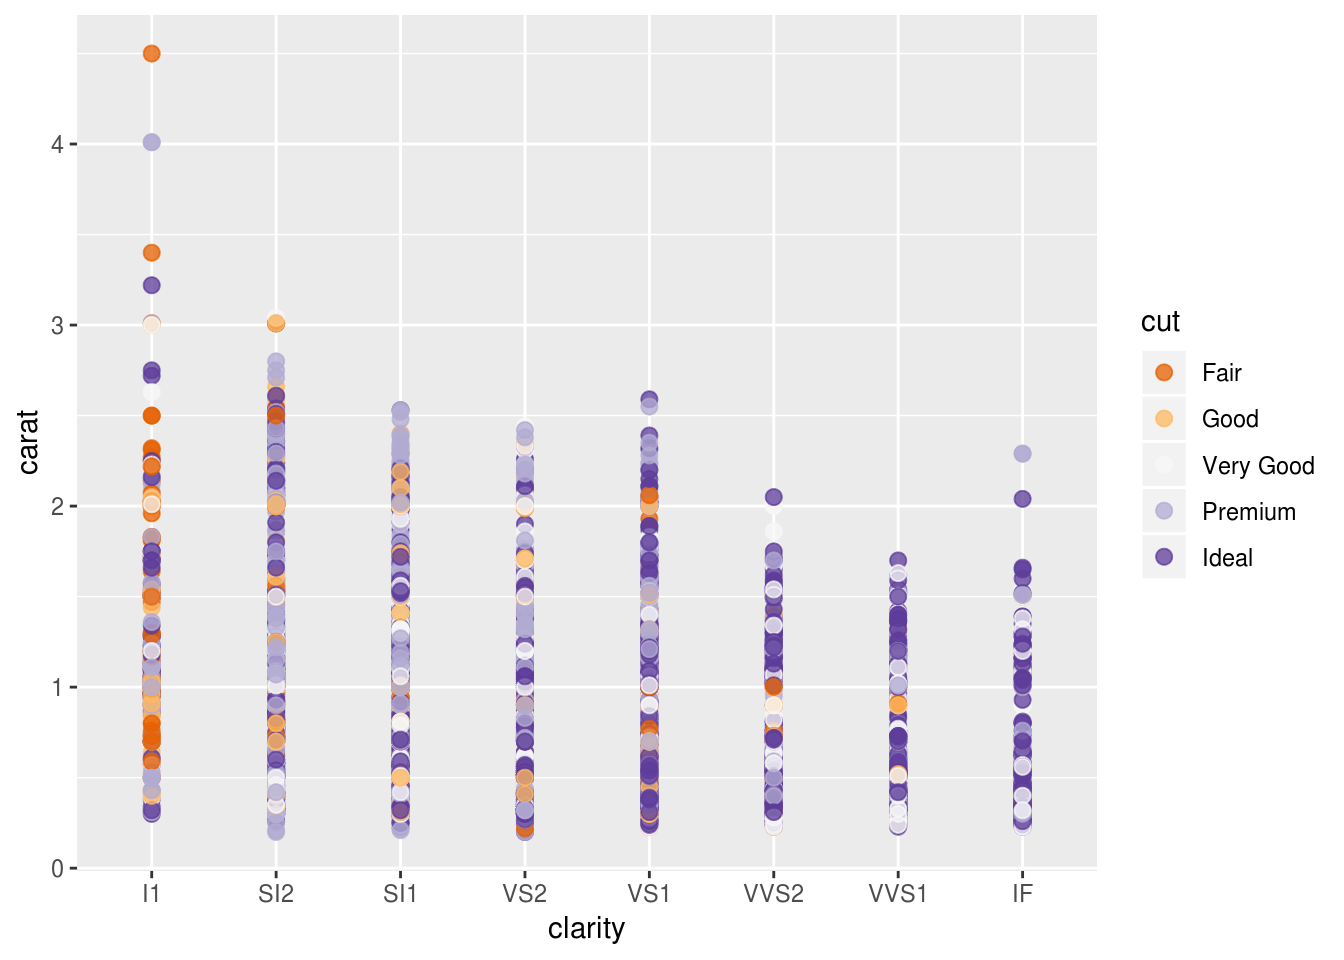 4
3
2
1
0
carat
I1 SI2 SI1 VS2 VS1 VVS2 VVS1 IF
clarity
cut
Fair
Good
Very Good
Premium
Ideal